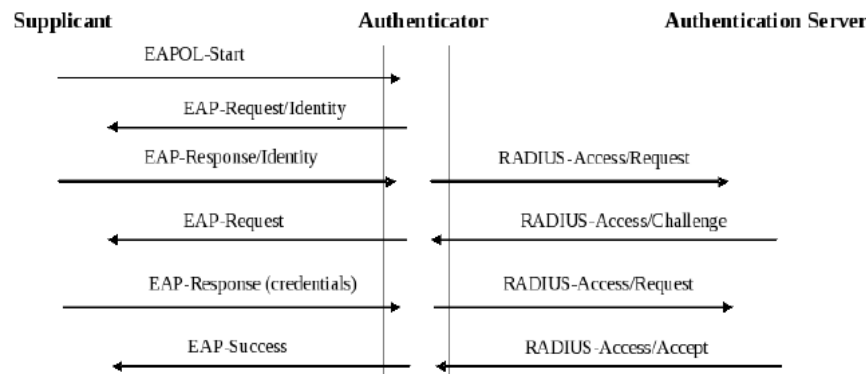 Supplicant Authenticator Authentication Server
EAPOL-Start
EAP-Request/Identity
EAP-Response/Identity RADIUS-Access/Request
EAP-Request RADIUS-Access/Challenge
EAP-Response (credentials) RADIUS-Access/Request
EAP-Success RADIUS-Access/Accept